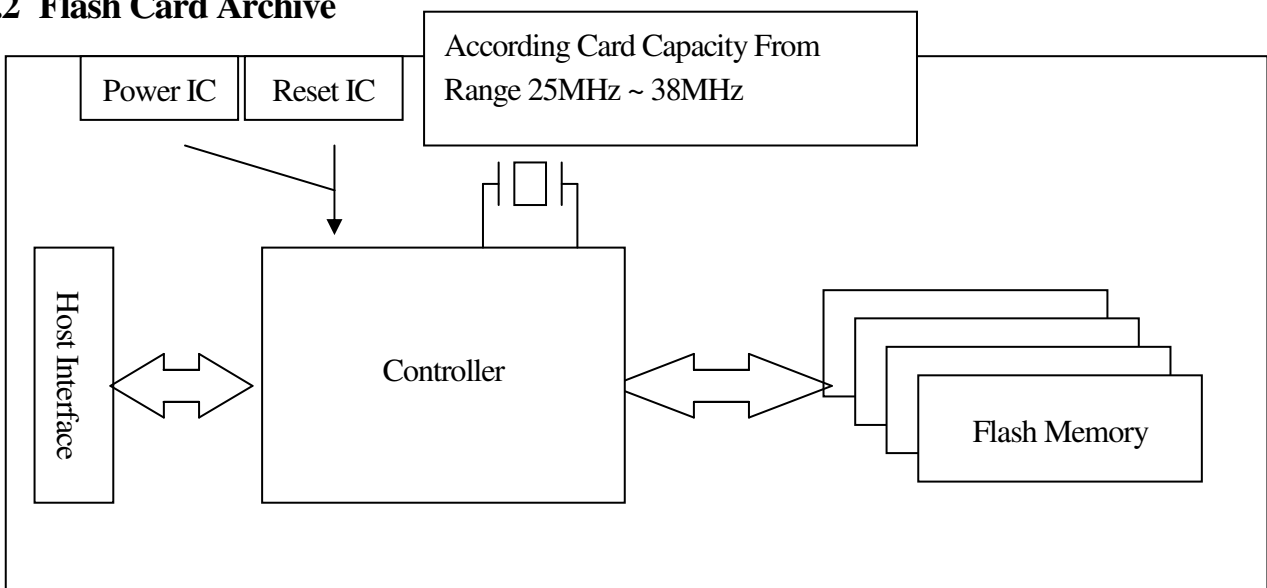 .2 Flash Card Archive
According Card Capacity From
Range 25MHz ~ 38MHz
Power IC
Reset IC
Host Interface
Controller
Flash Memory